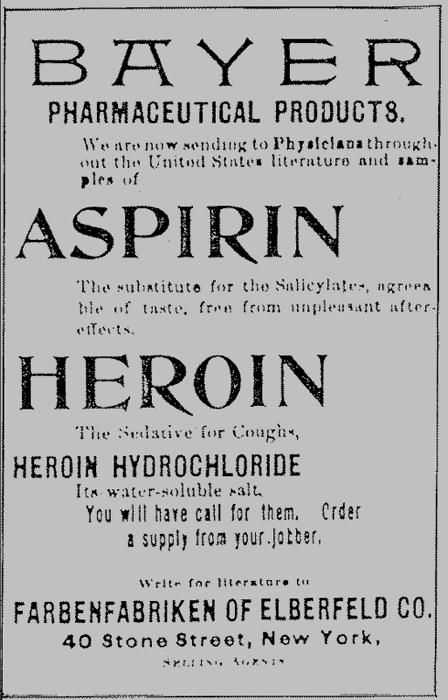 BAYER
PHARMACEUTICAL PRODUCTS.
We are now sending to Physicians through-
out the United States literature and sam-
ples of
ASPIRIN
The substitute for the Salicylates, agreea
ble of taste, free from unpleasant after-
effects.
HEROIN
The Sedative for Coughs,
HEROIN HYDROCHLORIDE
Its water-soluble salt.
You will have call for them. Order
a supply from your jobber.
Write for literature to
FARBENFABRIKEN OF ELBERFELD CO.
40 Stone Street, New York,
SELLING AGENTS